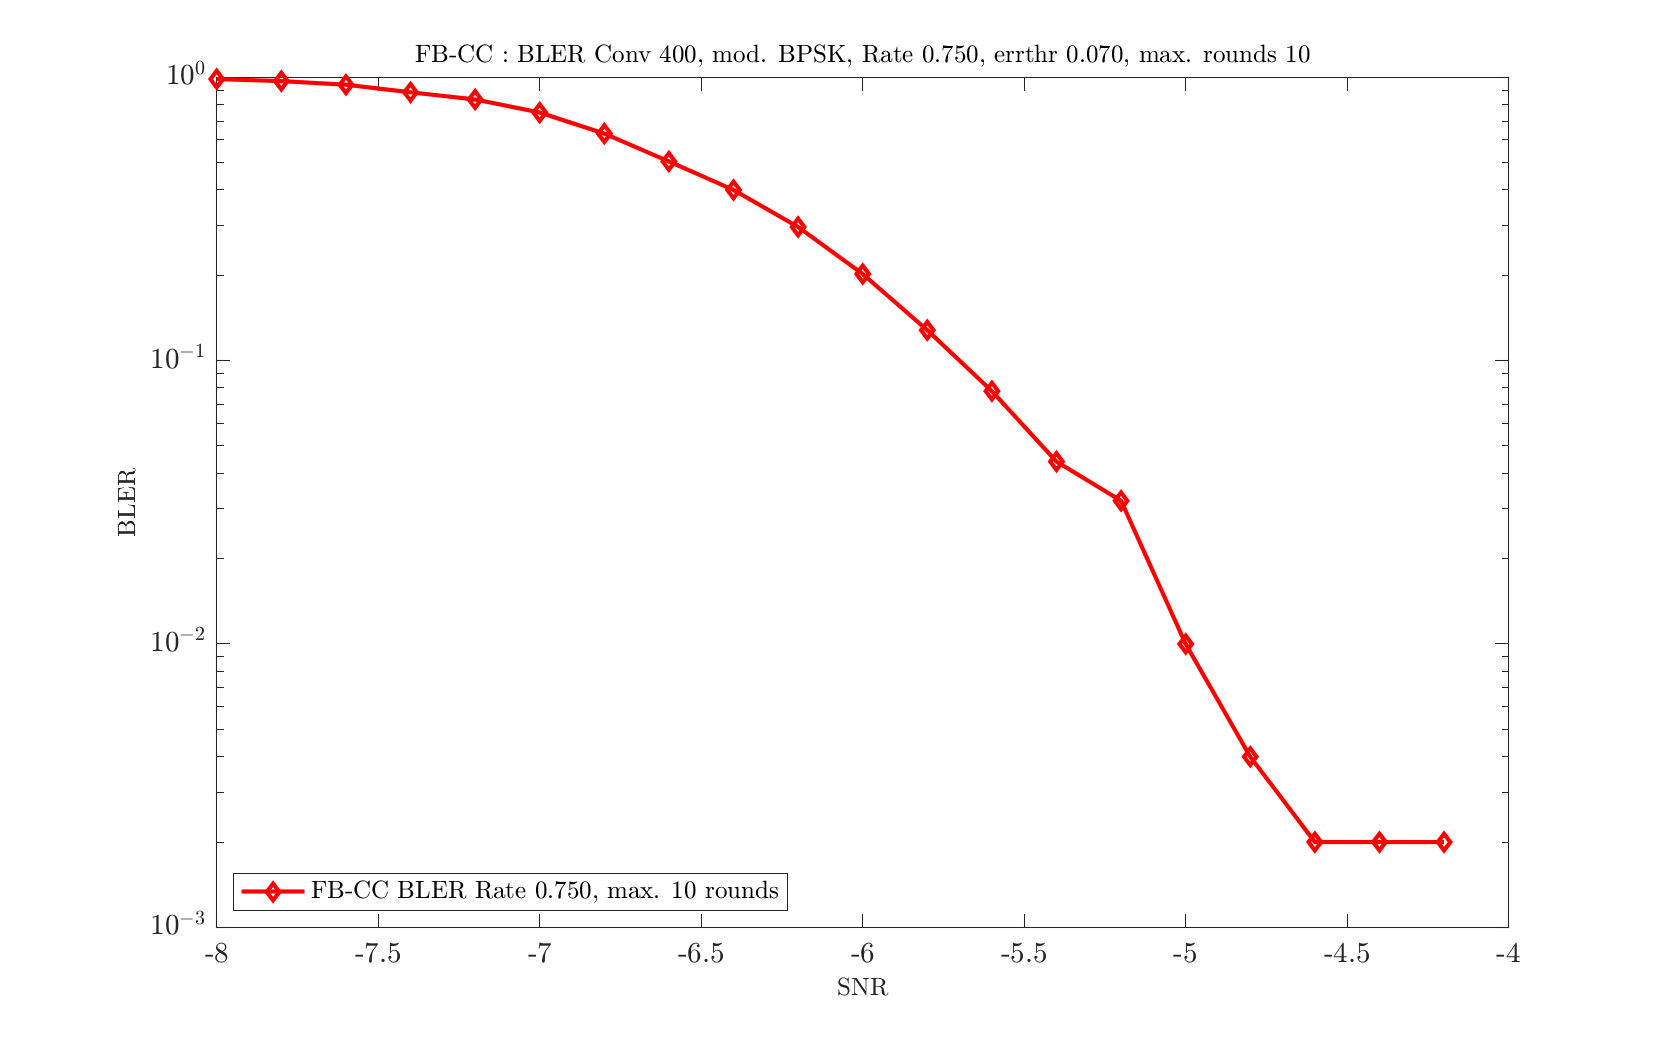 FB-CC : BLER Conv 400, mod. BPSK, Rate 0.750, errthr 0.070, max. rounds 10
10^0
10^{-1}
10^{-2}
10^{-3}
BLER
FB-CC BLER Rate 0.750, max. 10 rounds
-8 -7.5 -7 -6.5 -6 -5.5 -5 -4.5 -4
SNR